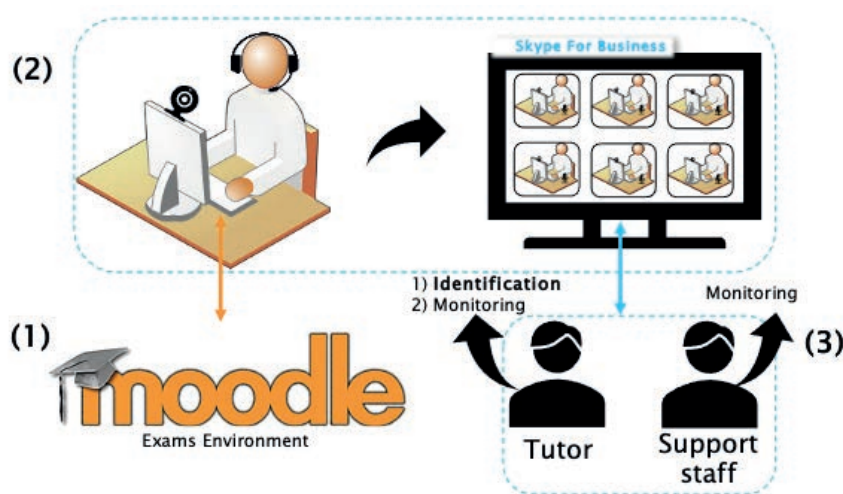 Skype For Business
(2)
1) Identification
2) Monitoring
Monitoring
(1)
moodle
Exams Environment
(3)
Tutor
Support
staff